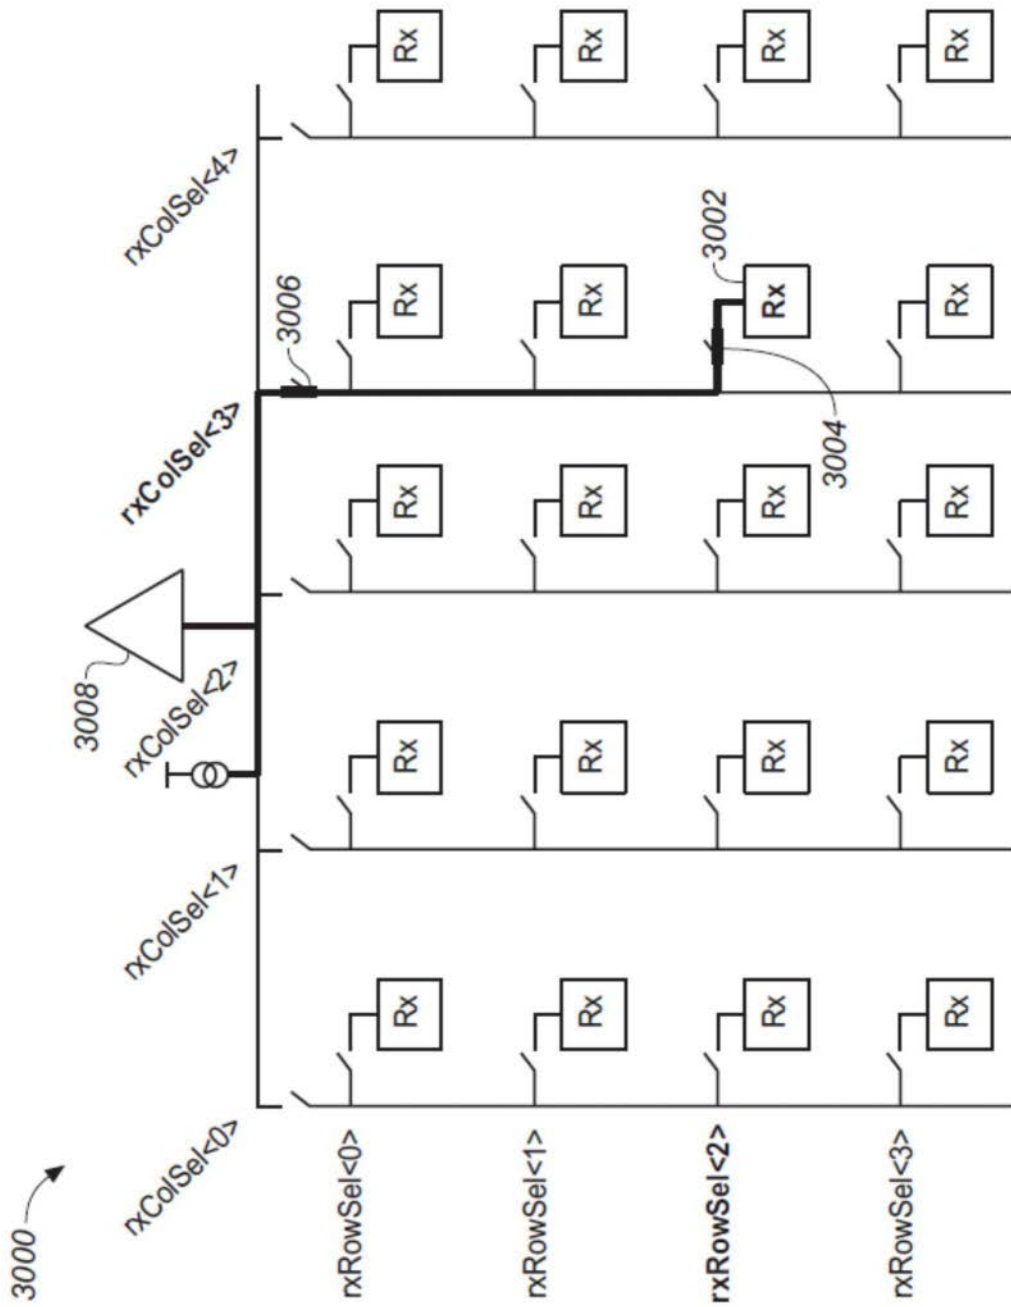 3000
3008
rxColSel<0>
rxColSel<1>
rxColSel<2>
rxColSel<3>
rxColSel<4>
3006
rxRowSel<0>
Rx
Rx
Rx
Rx
Rx
rxRowSel<1>
Rx
Rx
Rx
Rx
Rx
3002
rxRowSel<2>
Rx
Rx
Rx
Rx
Rx
3004
rxRowSel<3>
Rx
Rx
Rx
Rx
Rx